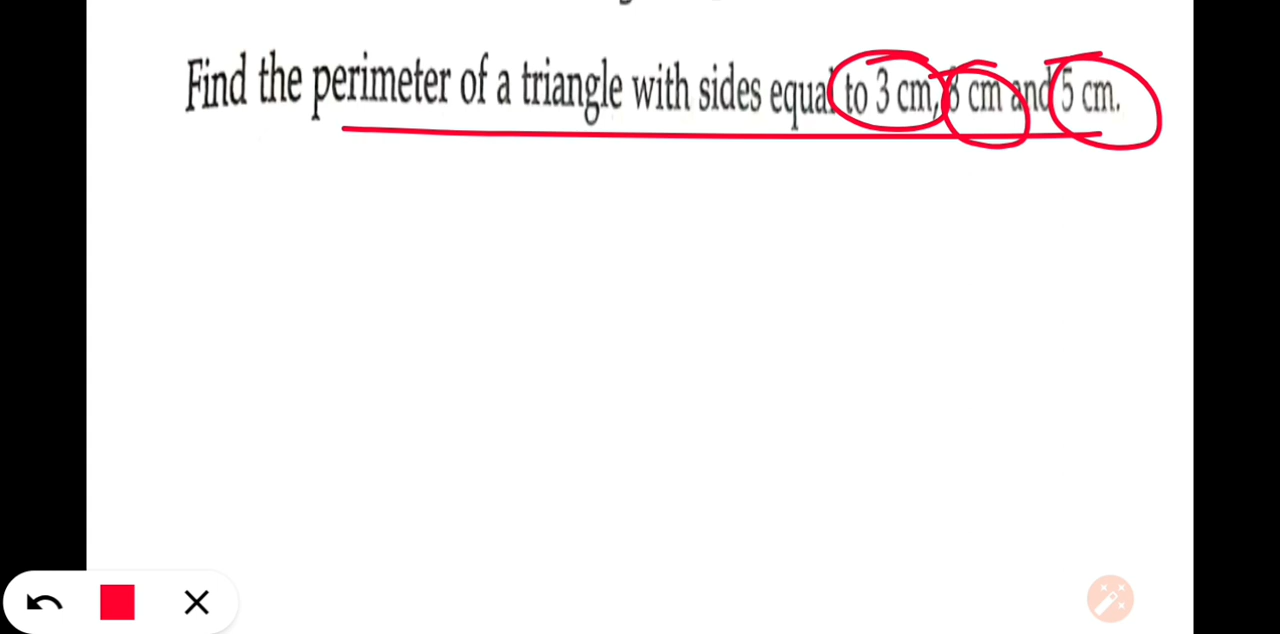 Find the perimeter of a triangle with sides equal to 3 cm, 8 cm and 5 cm.